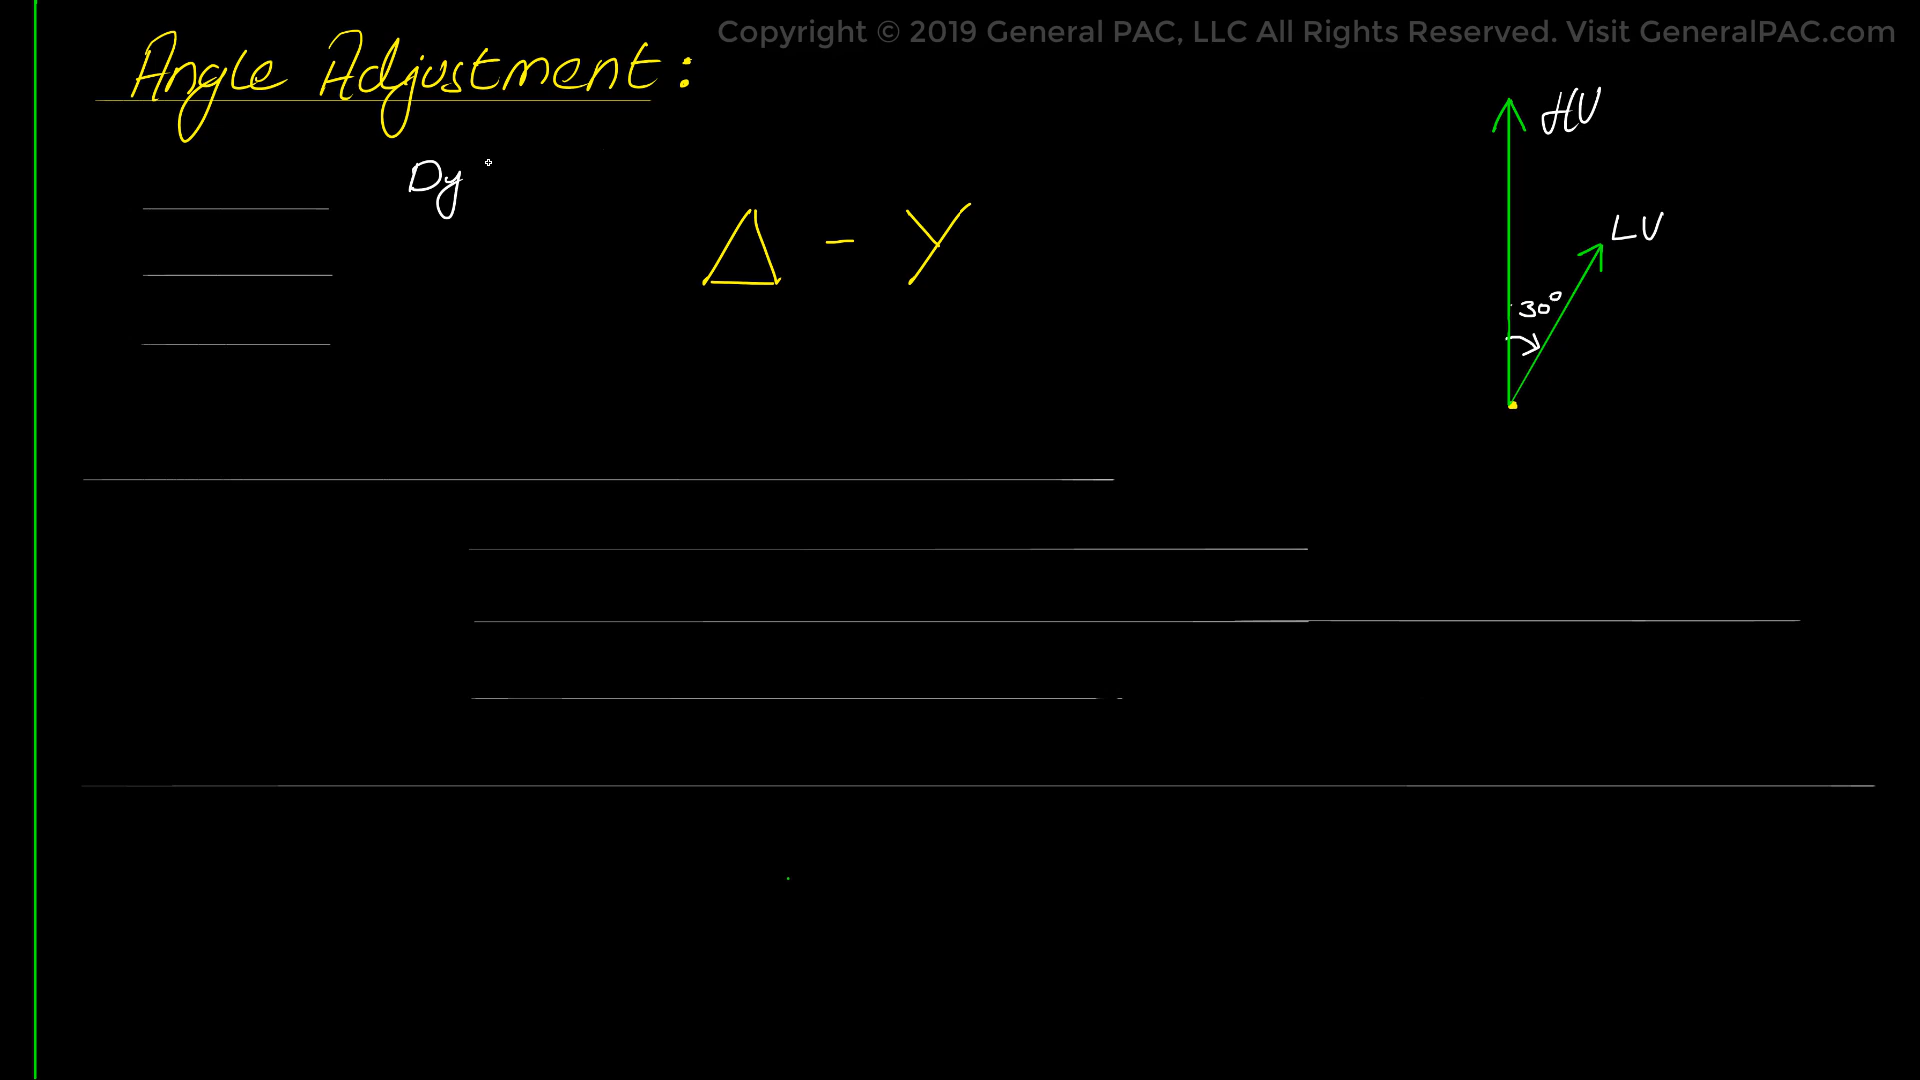 Copyright © 2019 General PAC, LLC All Rights Reserved. Visit GeneralPAC.com
Angle Adjustment:
HV
Dy
Δ - Y
LV
30°